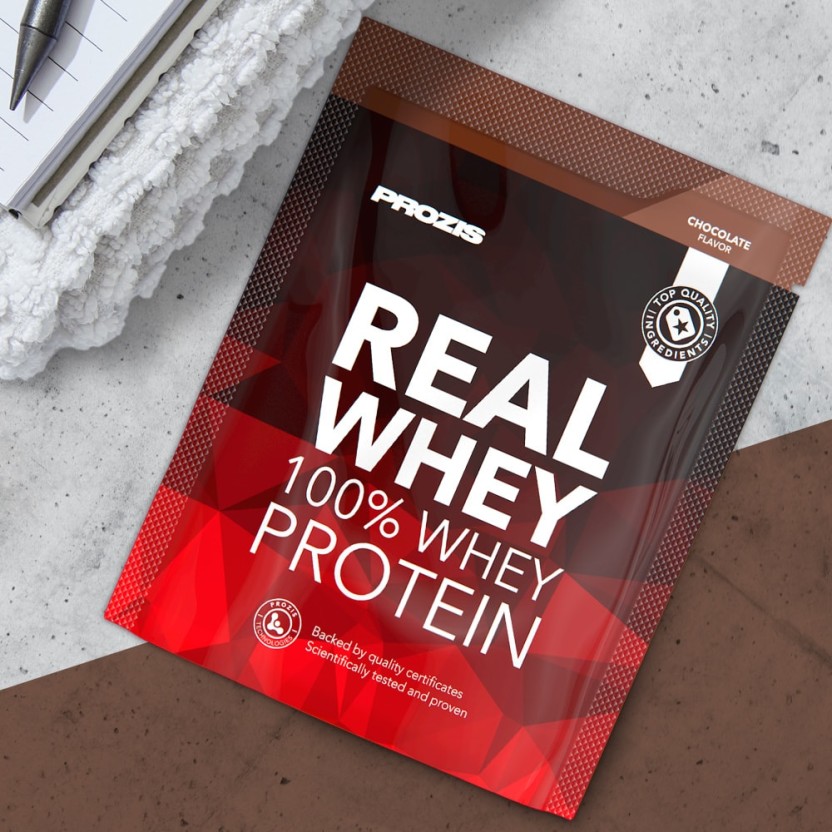 PROZIS
CHOCOLATE
FLAVOR
TOP QUALITY
INGREDIENTS
REAL
WHEY
100% WHEY
PROTEIN
PROZIS
TECHNOLOGIES
Backed by quality certificates
Scientifically tested and proven